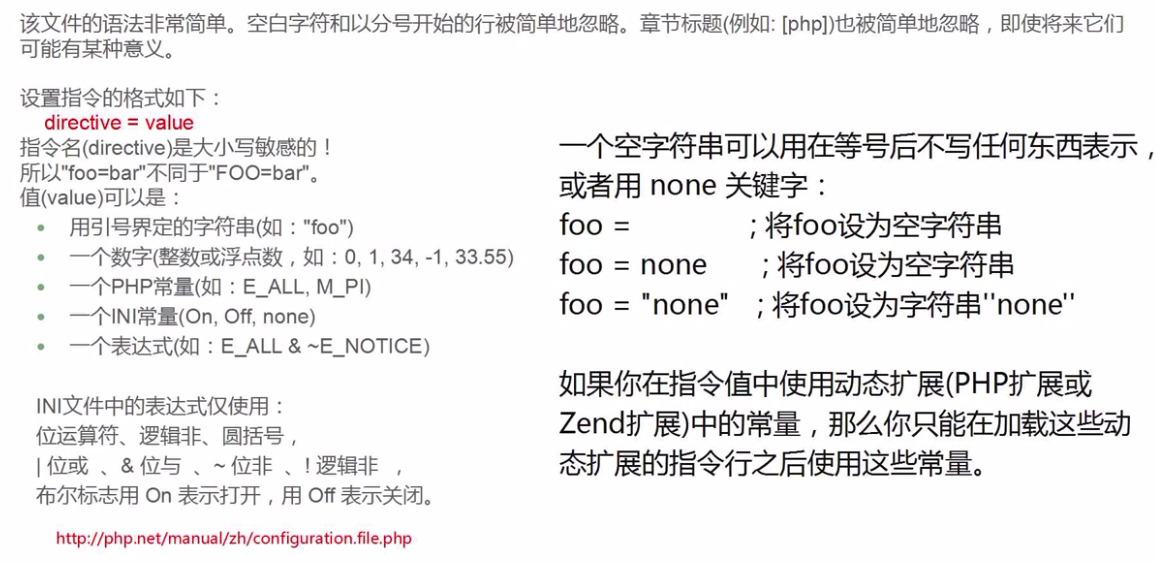 该文件的语法非常简单。空白字符和以分号开始的行被简单地忽略。章节标题(例如: [php])也被简单地忽略，即使将来它们
可能有某种意义。
设置指令的格式如下：
directive = value
指令名(directive)是大小写敏感的！
所以"foo=bar"不同于"FOO=bar"。
值(value)可以是：
• 用引号界定的字符串(如："foo")
• 一个数字(整数或浮点数，如：0, 1, 34, -1, 33.55)
• 一个PHP常量(如：E_ALL, M_PI)
• 一个INI常量(On, Off, none)
• 一个表达式(如：E_ALL & ~E_NOTICE)
INI文件中的表达式仅使用：
位运算符、逻辑非、圆括号，
| 位或 、& 位与 、~ 位非 、! 逻辑非 ，
布尔标志用 On 表示打开，用 Off 表示关闭。
http://php.net/manual/zh/configuration.file.php
一个空字符串可以用在等号后不写任何东西表示，
或者用 none 关键字：
foo = ; 将foo设为空字符串
foo = none ; 将foo设为空字符串
foo = "none" ; 将foo设为字符串''none''
如果你在指令值中使用动态扩展(PHP扩展或
Zend扩展)中的常量，那么你只能在加载这些动
态扩展的指令行之后使用这些常量。